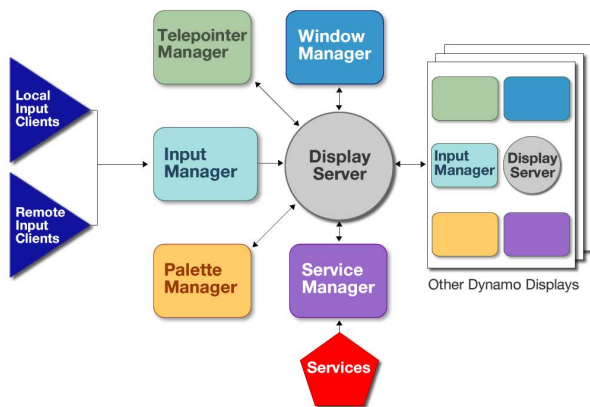 Telepointer
Manager
Window
Manager
Local
Input
Clients
Input
Manager
Display
Server
Input
Manager
Display
Server
Remote
Input
Clients
Palette
Manager
Service
Manager
Other Dynamo Displays
Services